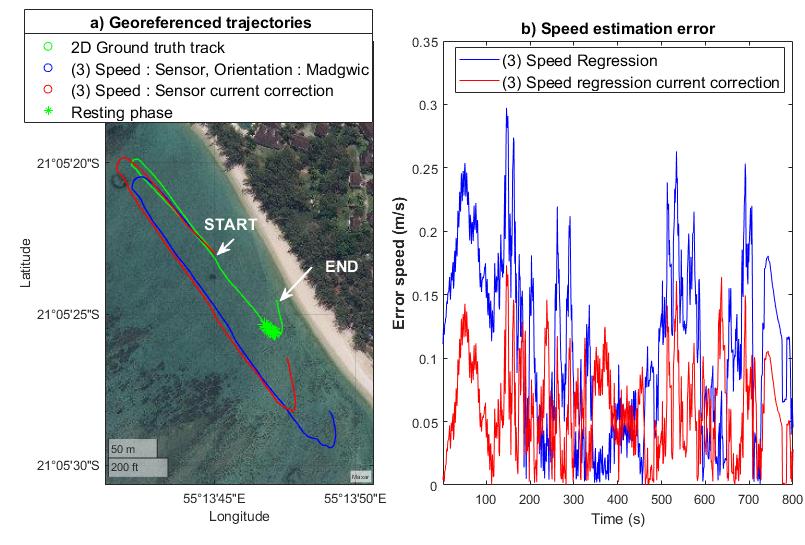 a) Georeferenced trajectories
2D Ground truth track
(3) Speed : Sensor, Orientation : Madgwic
(3) Speed : Sensor current correction
Resting phase
21°05'20"S
21°05'25"S
21°05'30"S
Latitude
START
END
50 m
200 ft
Maxar
55°13'45"E
55°13'50"E
Longitude
b) Speed estimation error
(3) Speed Regression
(3) Speed regression current correction
0.35
0.3
0.25
0.2
0.15
0.1
0.05
0
Error speed (m/s)
100 200 300 400 500 600 700 800
Time (s)